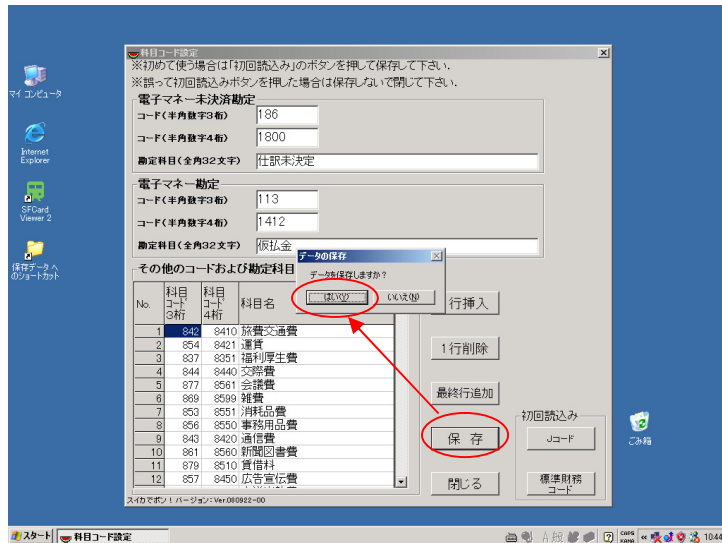 科目コード設定
※初めて使う場合は「初回読込み」のボタンを押して保存して下さい.
※誤って初回読込みボタンを押した場合は保存しないで閉じて下さい.
マイ コンピュータ
Internet
Explorer
SFCard
Viewer 2
保存データへ
のショートカット
電子マネー未決済勘定
コード(半角数字3桁) 186
コード(半角数字4桁) 1800
勘定科目(全角32文字) 仕訳未決定
電子マネー勘定
コード(半角数字3桁) 113
コード(半角数字4桁) 1412
勘定科目(全角32文字) 仮払金
その他のコードおよび勘定科目
データの保存
データを保存しますか?
はい(Y) いいえ(N)
No. 科目コード3桁 科目コード4桁 科目名
1 842 8410 旅費交通費
2 854 8421 運賃
3 837 8351 福利厚生費
4 844 8440 交際費
5 877 8561 会議費
6 869 8599 雑費
7 853 8551 消耗品費
8 856 8550 事務用品費
9 843 8420 通信費
10 861 8560 新聞図書費
11 879 8510 賃借料
12 857 8450 広告宣伝費
行挿入
1行削除
最終行追加
保 存
閉じる
初回読込み
Jコード
標準財務
コード
ごみ箱
スイカでポン!バージョン:Ver.080922-00
スタート 科目コード設定
A 般
CAPS
KANA
10:44